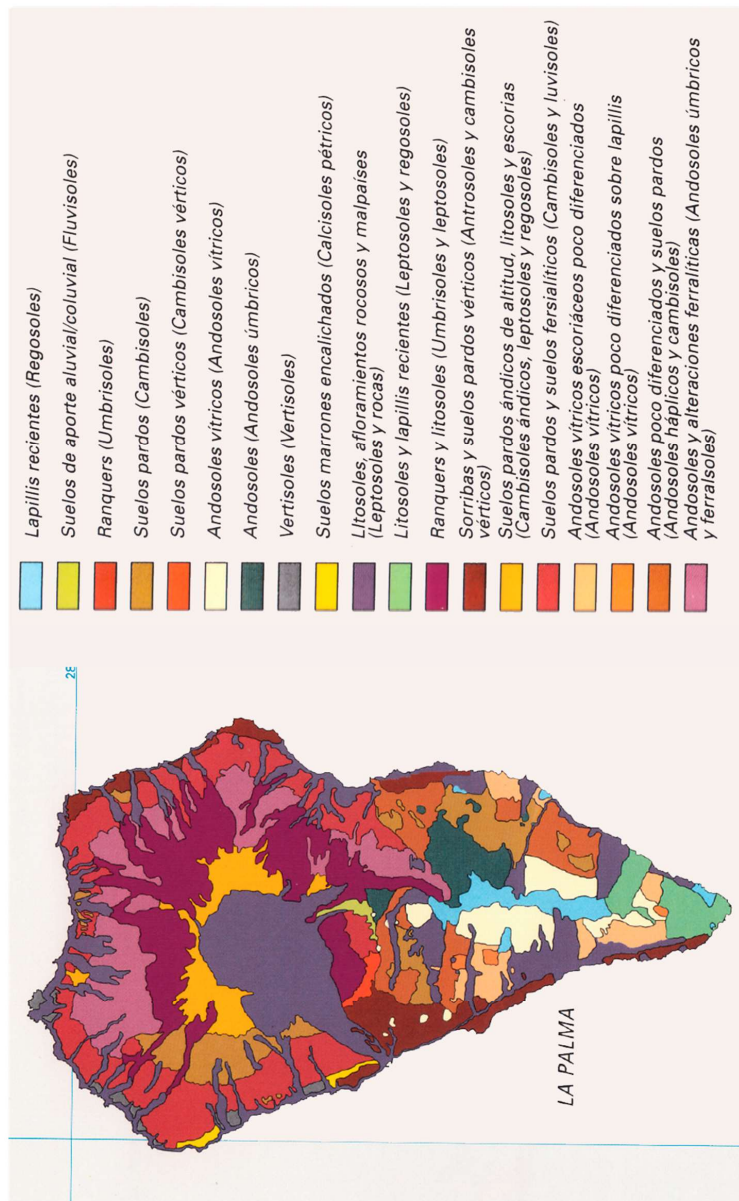 Lapillis recientes (Regosoles)
Suelos de aporte aluvial/coluvial (Fluvisoles)
Ranquers (Umbrisoles)
Suelos pardos (Cambisoles)
Suelos pardos vérticos (Cambisoles vérticos)
Andosoles vítricos (Andosoles vítricos)
Andosoles (Andosoles úmbricos)
Vertisoles (Vertisoles)
Suelos marrones encalichados (Calcisoles pétricos)
Litosoles, afloramientos rocosos y malpaíses
(Leptosoles y rocas)
Litosoles y lapillis recientes (Leptosoles y regosoles)
Ranquers y litosoles (Umbrisoles y leptosoles)
Sorribas y suelos pardos vérticos (Antrosoles y cambisoles
vérticos)
Suelos pardos ándicos de altitud, litosoles y escorias
(Cambisoles ándicos, leptosoles y regosoles)
Suelos pardos y suelos fersialíticos (Cambisoles y luvisoles)
Andosoles vítricos escoriáceos poco diferenciados
(Andosoles vítricos)
Andosoles vítricos poco diferenciados sobre lapillis
(Andosoles vítricos)
Andosoles poco diferenciados y suelos pardos
(Andosoles háplicos y cambisoles)
Andosoles y alteraciones ferralíticas (Andosoles úmbricos
y ferralsoles)
28
LA PALMA